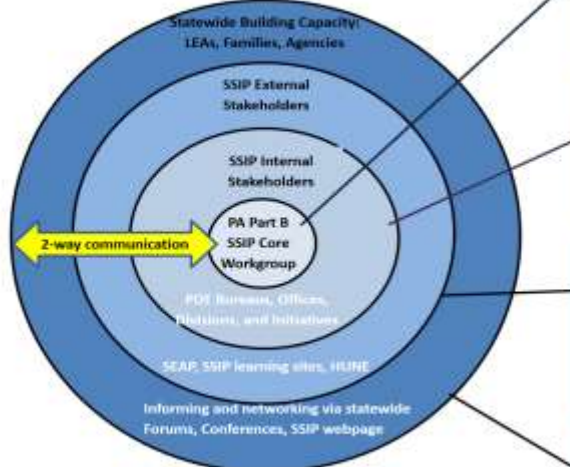 Statewide Building Capacity:
LEAs, Families, Agencies
SSIP External
Stakeholders
SSIP Internal
Stakeholders
PA Part B
SSIP Core
Workgroup
2-way communication
PDE Bureaus, Offices,
Divisions, and Initiatives
SEAP, SSIP learning sites, HUNE
Informing and networking via statewide
Forums, Conferences, SSIP webpage